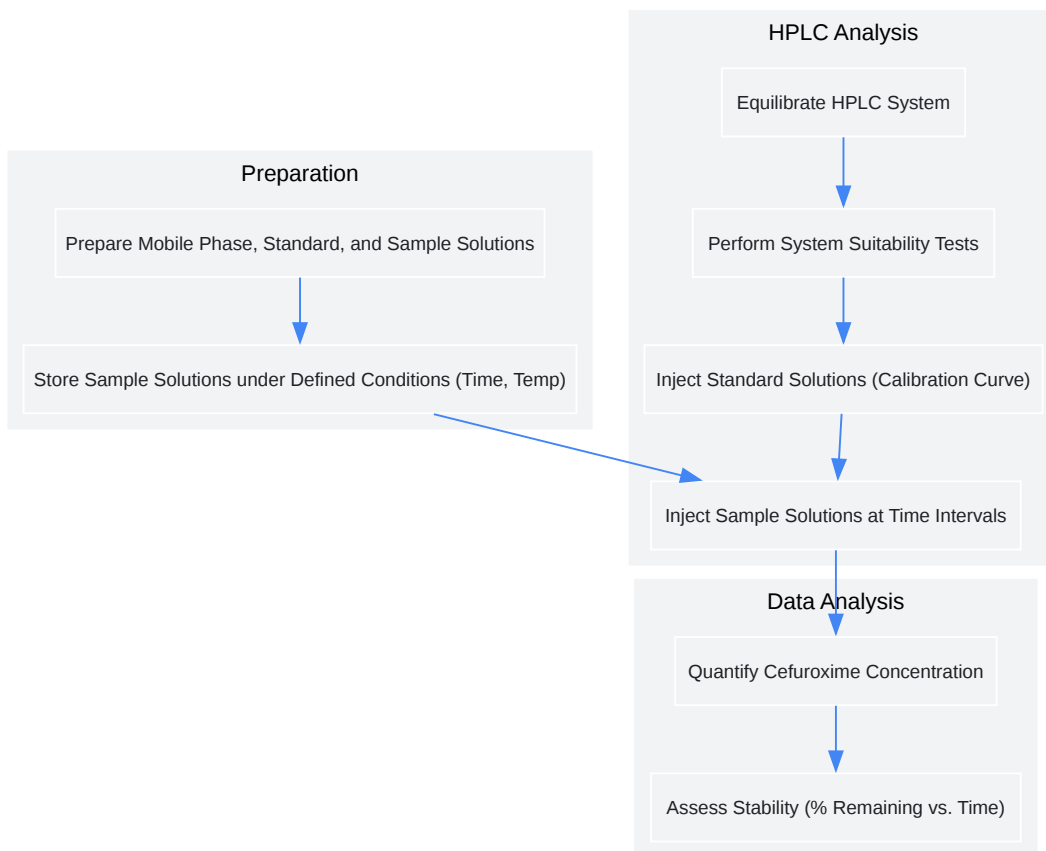 HPLC Analysis
Equilibrate HPLC System
Preparation
Prepare Mobile Phase, Standard, and Sample Solutions
Perform System Suitability Tests
Store Sample Solutions under Defined Conditions (Time, Temp)
Inject Standard Solutions (Calibration Curve)
Inject Sample Solutions at Time Intervals
Data Analysis
Quantify Cefuroxime Concentration
Assess Stability (% Remaining vs. Time)